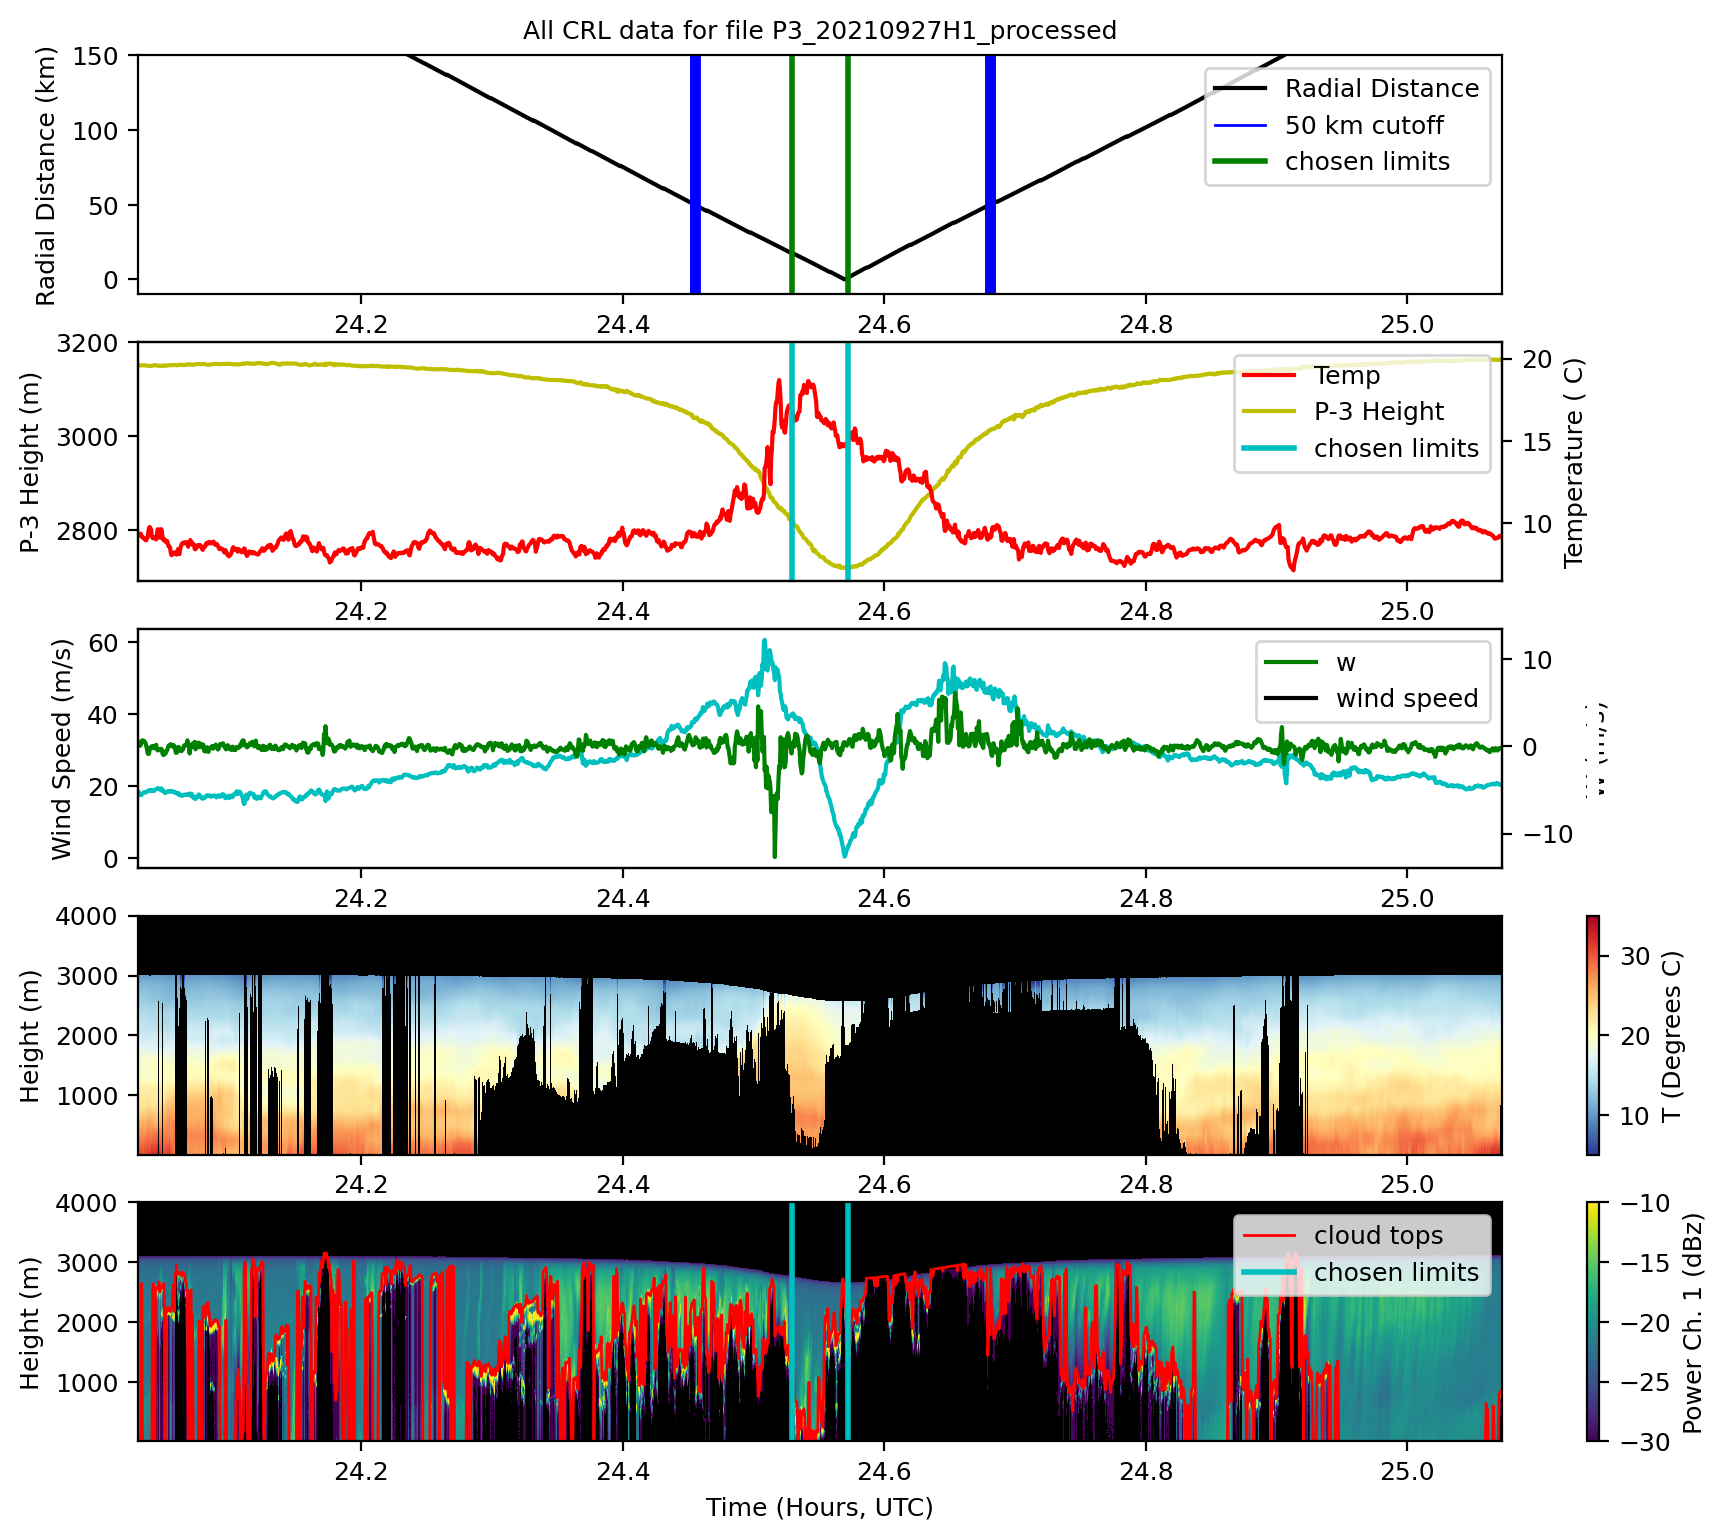 All CRL data for file P3_20210927H1_processed
Radial Distance (km)
150
100
50
0
Radial Distance
50 km cutoff
chosen limits
24.2 24.4 24.6 24.8 25.0
P-3 Height (m)
3200
3000
2800
Temp
P-3 Height
chosen limits
20
15
10
Temperature ( C)
24.2 24.4 24.6 24.8 25.0
Wind Speed (m/s)
60
40
20
0
w
wind speed
10
0
−10
24.2 24.4 24.6 24.8 25.0
Height (m)
4000
3000
2000
1000
30
20
10
T (Degrees C)
24.2 24.4 24.6 24.8 25.0
Height (m)
4000
3000
2000
1000
cloud tops
chosen limits
−10
−15
−20
−25
−30
Power Ch. 1 (dBz)
24.2 24.4 24.6 24.8 25.0
Time (Hours, UTC)